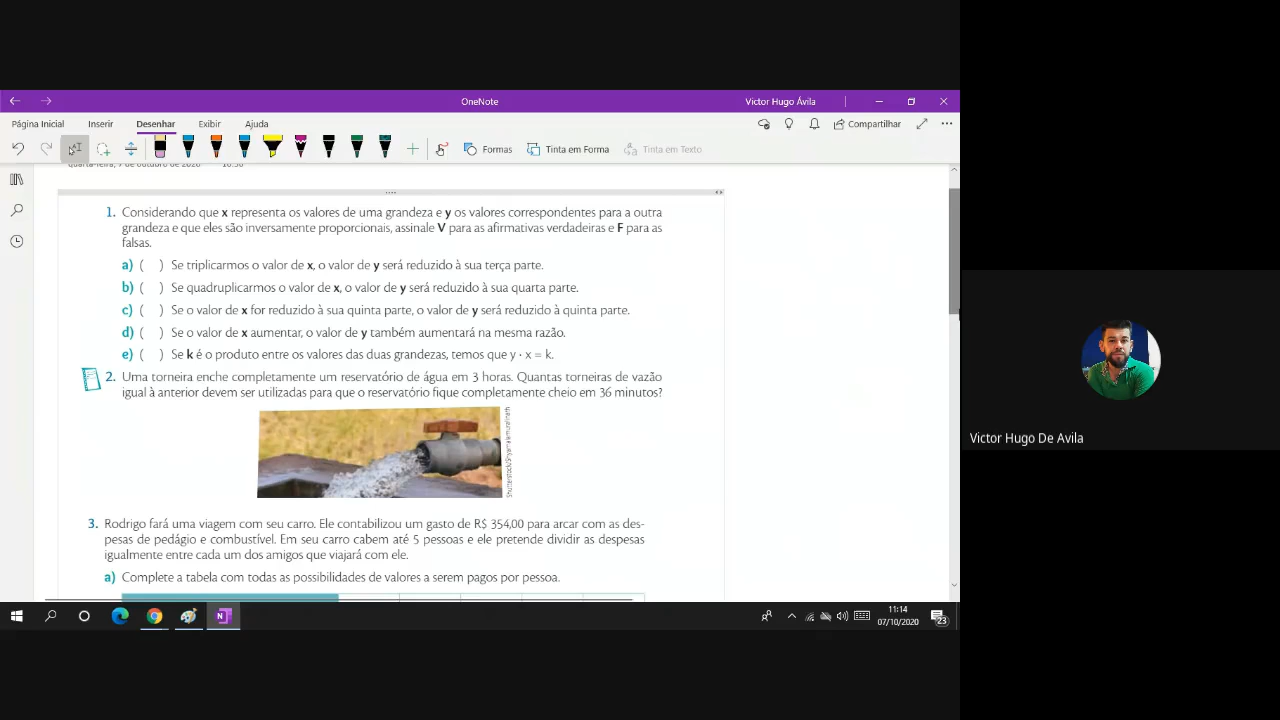 OneNote
Victor Hugo Ávila
Página Inicial Inserir Desenhar Exibir Ajuda
Compartilhar
Formas Tinta em Forma Tinta em Texto
quarta-feira, 7 de outubro de 2020
1. Considerando que x representa os valores de uma grandeza e y os valores correspondentes para a outra
grandeza e que eles são inversamente proporcionais, assinale V para as afirmativas verdadeiras e F para as
falsas.
a) ( ) Se triplicarmos o valor de x, o valor de y será reduzido à sua terça parte.
b) ( ) Se quadruplicarmos o valor de x, o valor de y será reduzido à sua quarta parte.
c) ( ) Se o valor de x for reduzido à sua quinta parte, o valor de y será reduzido à quinta parte.
d) ( ) Se o valor de x aumentar, o valor de y também aumentará na mesma razão.
e) ( ) Se k é o produto entre os valores das duas grandezas, temos que y · x = k.
2. Uma torneira enche completamente um reservatório de água em 3 horas. Quantas torneiras de vazão
igual à anterior devem ser utilizadas para que o reservatório fique completamente cheio em 36 minutos?
3. Rodrigo fará uma viagem com seu carro. Ele contabilizou um gasto de R$ 354,00 para arcar com as des-
pesas de pedágio e combustível. Em seu carro cabem até 5 pessoas e ele pretende dividir as despesas
igualmente entre cada um dos amigos que viajará com ele.
a) Complete a tabela com todas as possibilidades de valores a serem pagos por pessoa.
11:14
07/10/2020
23
Victor Hugo De Avila